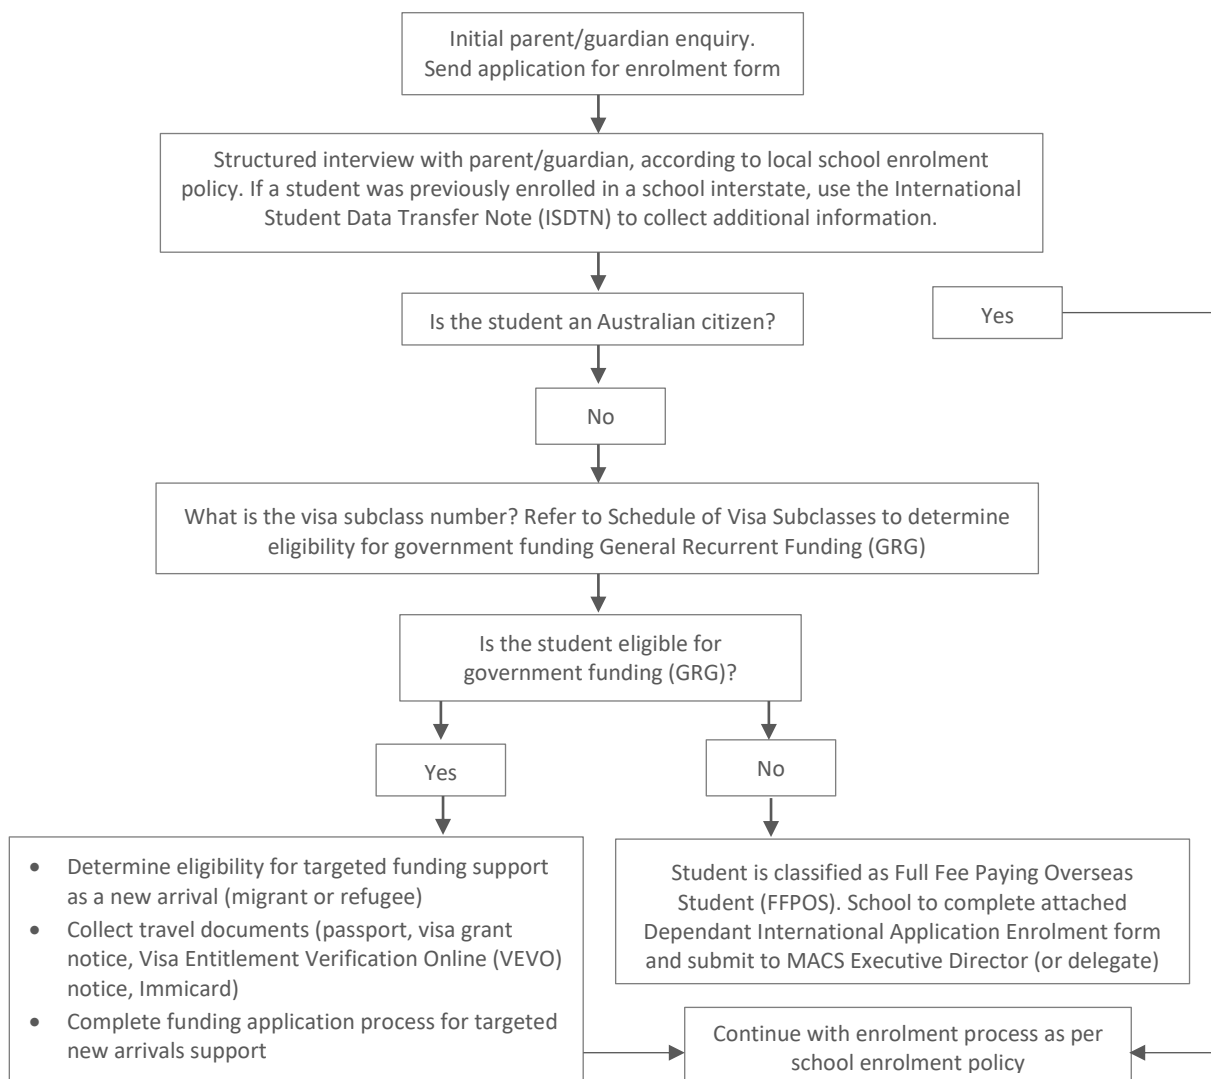 Initial parent/guardian enquiry.
Send application for enrolment form
Structured interview with parent/guardian, according to local school enrolment
policy. If a student was previously enrolled in a school interstate, use the International
Student Data Transfer Note (ISDTN) to collect additional information.
Is the student an Australian citizen?
Yes
No
What is the visa subclass number? Refer to Schedule of Visa Subclasses to determine
eligibility for government funding General Recurrent Funding (GRG)
Is the student eligible for
government funding (GRG)?
Yes
No
• Determine eligibility for targeted funding support
as a new arrival (migrant or refugee)
• Collect travel documents (passport, visa grant
notice, Visa Entitlement Verification Online (VEVO)
notice, Immicard)
• Complete funding application process for targeted
new arrivals support
Student is classified as Full Fee Paying Overseas
Student (FFPOS). School to complete attached
Dependant International Application Enrolment form
and submit to MACS Executive Director (or delegate)
Continue with enrolment process as per
school enrolment policy